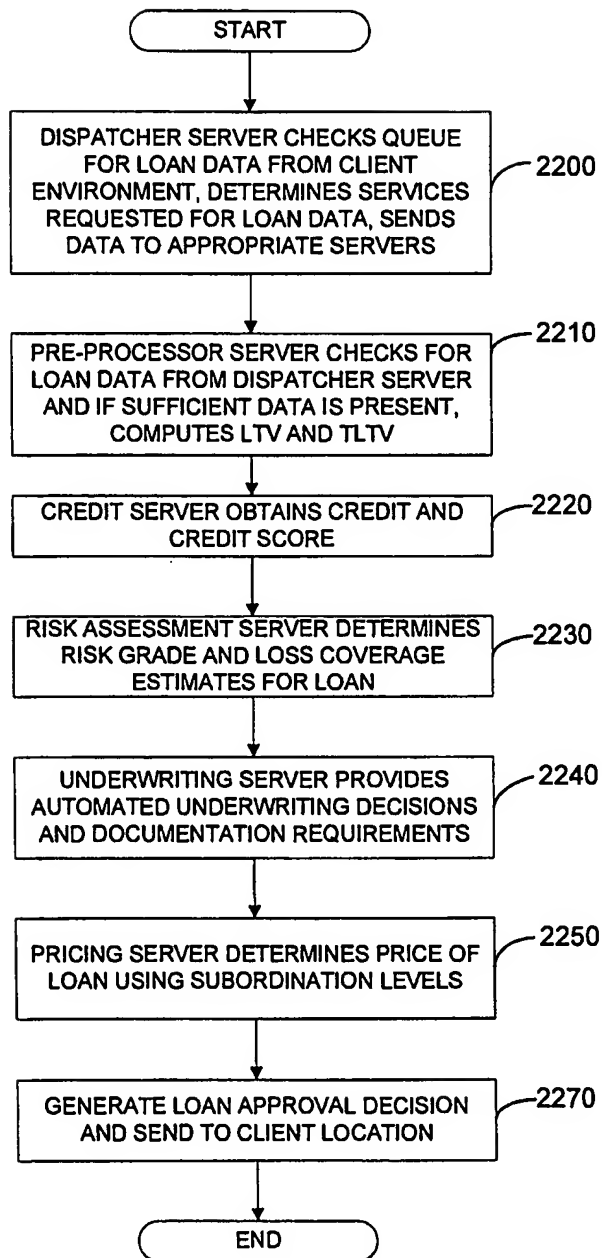 START
DISPATCHER SERVER CHECKS QUEUE
FOR LOAN DATA FROM CLIENT
ENVIRONMENT, DETERMINES SERVICES
REQUESTED FOR LOAN DATA, SENDS
DATA TO APPROPRIATE SERVERS
2200
PRE-PROCESSOR SERVER CHECKS FOR
LOAN DATA FROM DISPATCHER SERVER
AND IF SUFFICIENT DATA IS PRESENT,
COMPUTES LTV AND TLTV
2210
CREDIT SERVER OBTAINS CREDIT AND
CREDIT SCORE
2220
RISK ASSESSMENT SERVER DETERMINES
RISK GRADE AND LOSS COVERAGE
ESTIMATES FOR LOAN
2230
UNDERWRITING SERVER PROVIDES
AUTOMATED UNDERWRITING DECISIONS
AND DOCUMENTATION REQUIREMENTS
2240
PRICING SERVER DETERMINES PRICE OF
LOAN USING SUBORDINATION LEVELS
2250
GENERATE LOAN APPROVAL DECISION
AND SEND TO CLIENT LOCATION
2270
END